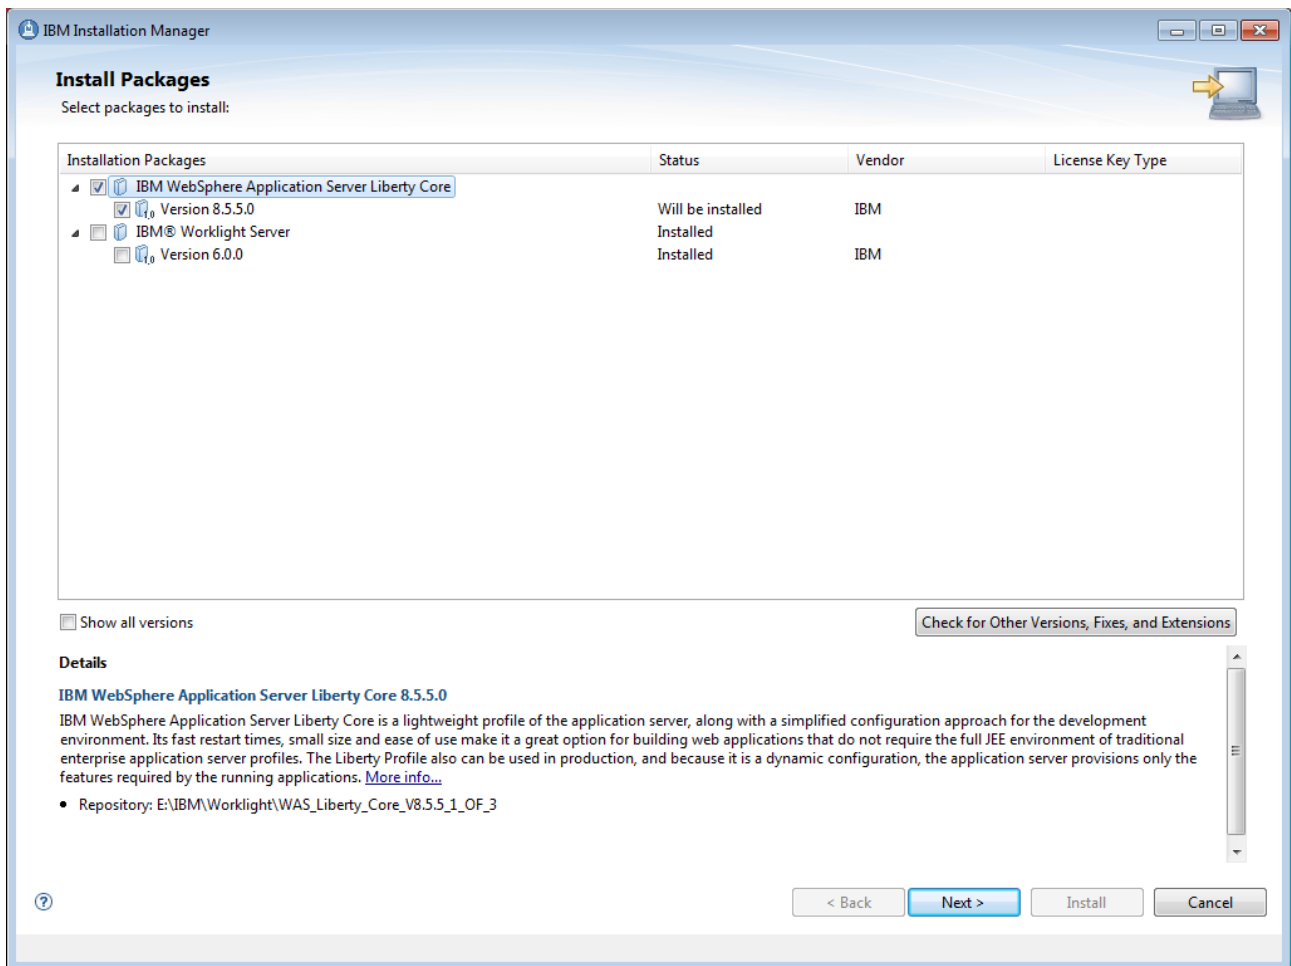 IBM Installation Manager
Install Packages
Select packages to install:
Installation Packages Status Vendor License Key Type
IBM WebSphere Application Server Liberty Core
Version 8.5.5.0 Will be installed IBM
IBM® Worklight Server Installed
Version 6.0.0 Installed IBM
Show all versions Check for Other Versions, Fixes, and Extensions
Details
IBM WebSphere Application Server Liberty Core 8.5.5.0
IBM WebSphere Application Server Liberty Core is a lightweight profile of the application server, along with a simplified configuration approach for the development
environment. Its fast restart times, small size and ease of use make it a great option for building web applications that do not require the full JEE environment of traditional
enterprise application server profiles. The Liberty Profile also can be used in production, and because it is a dynamic configuration, the application server provisions only the
features required by the running applications. More info...
• Repository: E:\IBM\Worklight\WAS_Liberty_Core_V8.5.5_1_OF_3
? < Back Next > Install Cancel